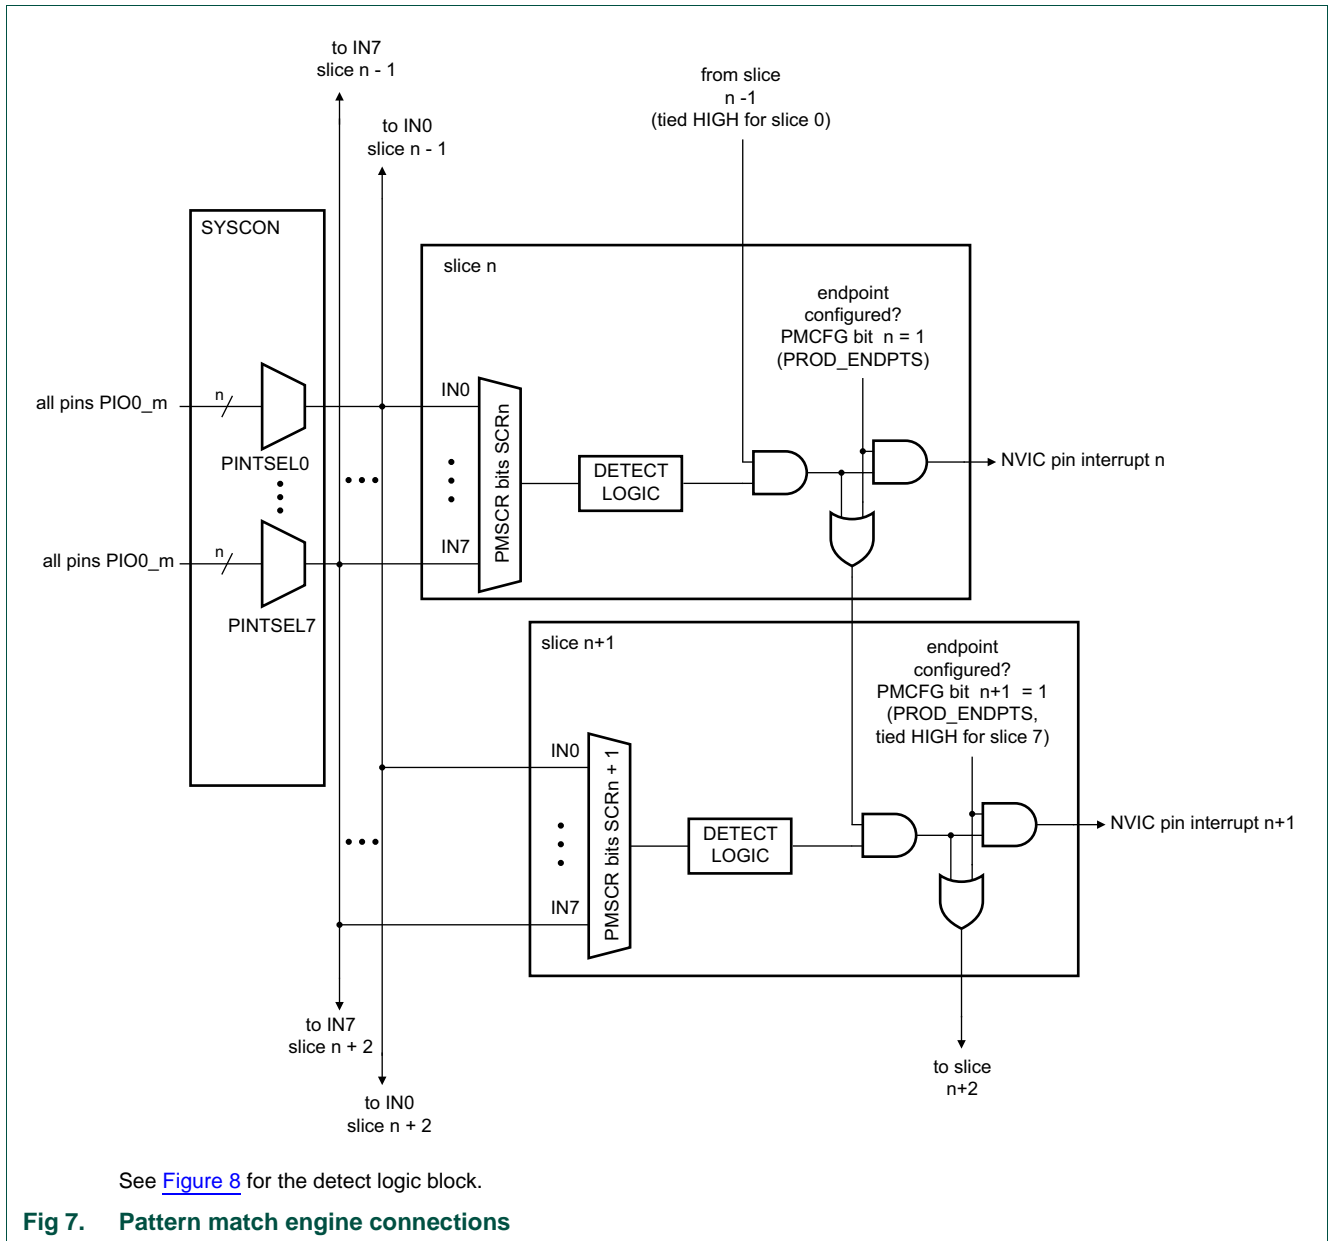 to IN7
slice n - 1
to IN0
slice n - 1
from slice
n -1
(tied HIGH for slice 0)
SYSCON
slice n
endpoint
configured?
PMCFG bit n = 1
(PROD_ENDPTS)
all pins PIO0_m
n
PINTSEL0
IN0
PMSCR bits SCRn
DETECT
LOGIC
NVIC pin interrupt n
all pins PIO0_m
n
IN7
PINTSEL7
slice n+1
endpoint
configured?
PMCFG bit n+1 = 1
(PROD_ENDPTS,
tied HIGH for slice 7)
IN0
PMSCR bits SCRn + 1
DETECT
LOGIC
NVIC pin interrupt n+1
IN7
to IN7
slice n + 2
to IN0
slice n + 2
to slice
n+2
See Figure 8 for the detect logic block.
Fig 7. Pattern match engine connections